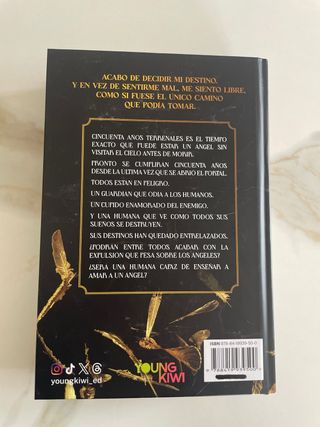 ACABO DE DECIDIR MI DESTINO.
Y EN VEZ DE SENTIRME MAL, ME SIENTO LIBRE,
COMO SI FUESE EL ÚNICO CAMINO
QUE PODÍA TOMAR.
CINCUENTA AÑOS TERRENALES ES EL TIEMPO
EXACTO QUE PUEDE ESTAR UN ÁNGEL SIN
VISITAR EL CIELO ANTES DE MORIR.
PRONTO SE CUMPLIRÁN CINCUENTA AÑOS
DESDE LA ÚLTIMA VEZ QUE SE ABRIÓ EL PORTAL.
TODOS ESTÁN EN PELIGRO.
UN GUARDIÁN QUE ODIA A LOS HUMANOS.
UN CUPIDO ENAMORADO DEL ENEMIGO.
Y UNA HUMANA QUE VE CÓMO TODOS SUS
SUEÑOS SE DESTRUYEN.
SUS DESTINOS HAN QUEDADO ENTRELAZADOS.
¿PODRÁN ENTRE TODOS ACABAR CON LA
EXPULSIÓN QUE PESA SOBRE LOS ÁNGELES?
¿SERÁ UNA HUMANA CAPAZ DE ENSEÑAR A
AMAR A UN ÁNGEL?
youngkiwi_ed
YOUNG
KIWI